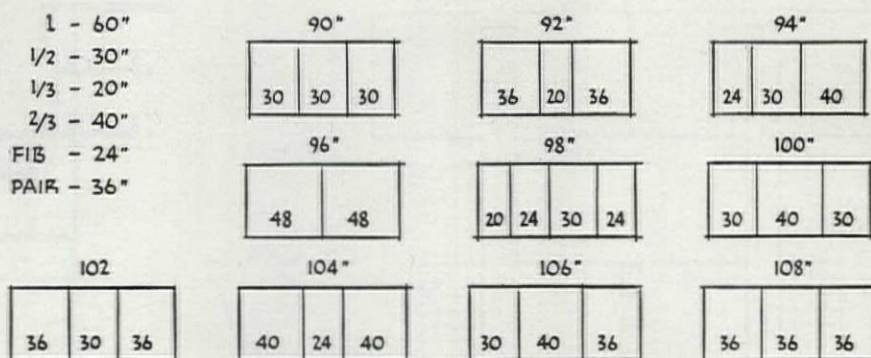 1 - 60"
1/2 - 30"
1/3 - 20"
2/3 - 40"
FIB - 24"
PAIR - 36"
90" 92" 94"
30 30 30 36 20 36 24 30 40
96" 98" 100"
48 48 20 24 30 24 30 40 30
102 104" 106" 108"
36 30 36 40 24 40 30 40 36 36 36 36